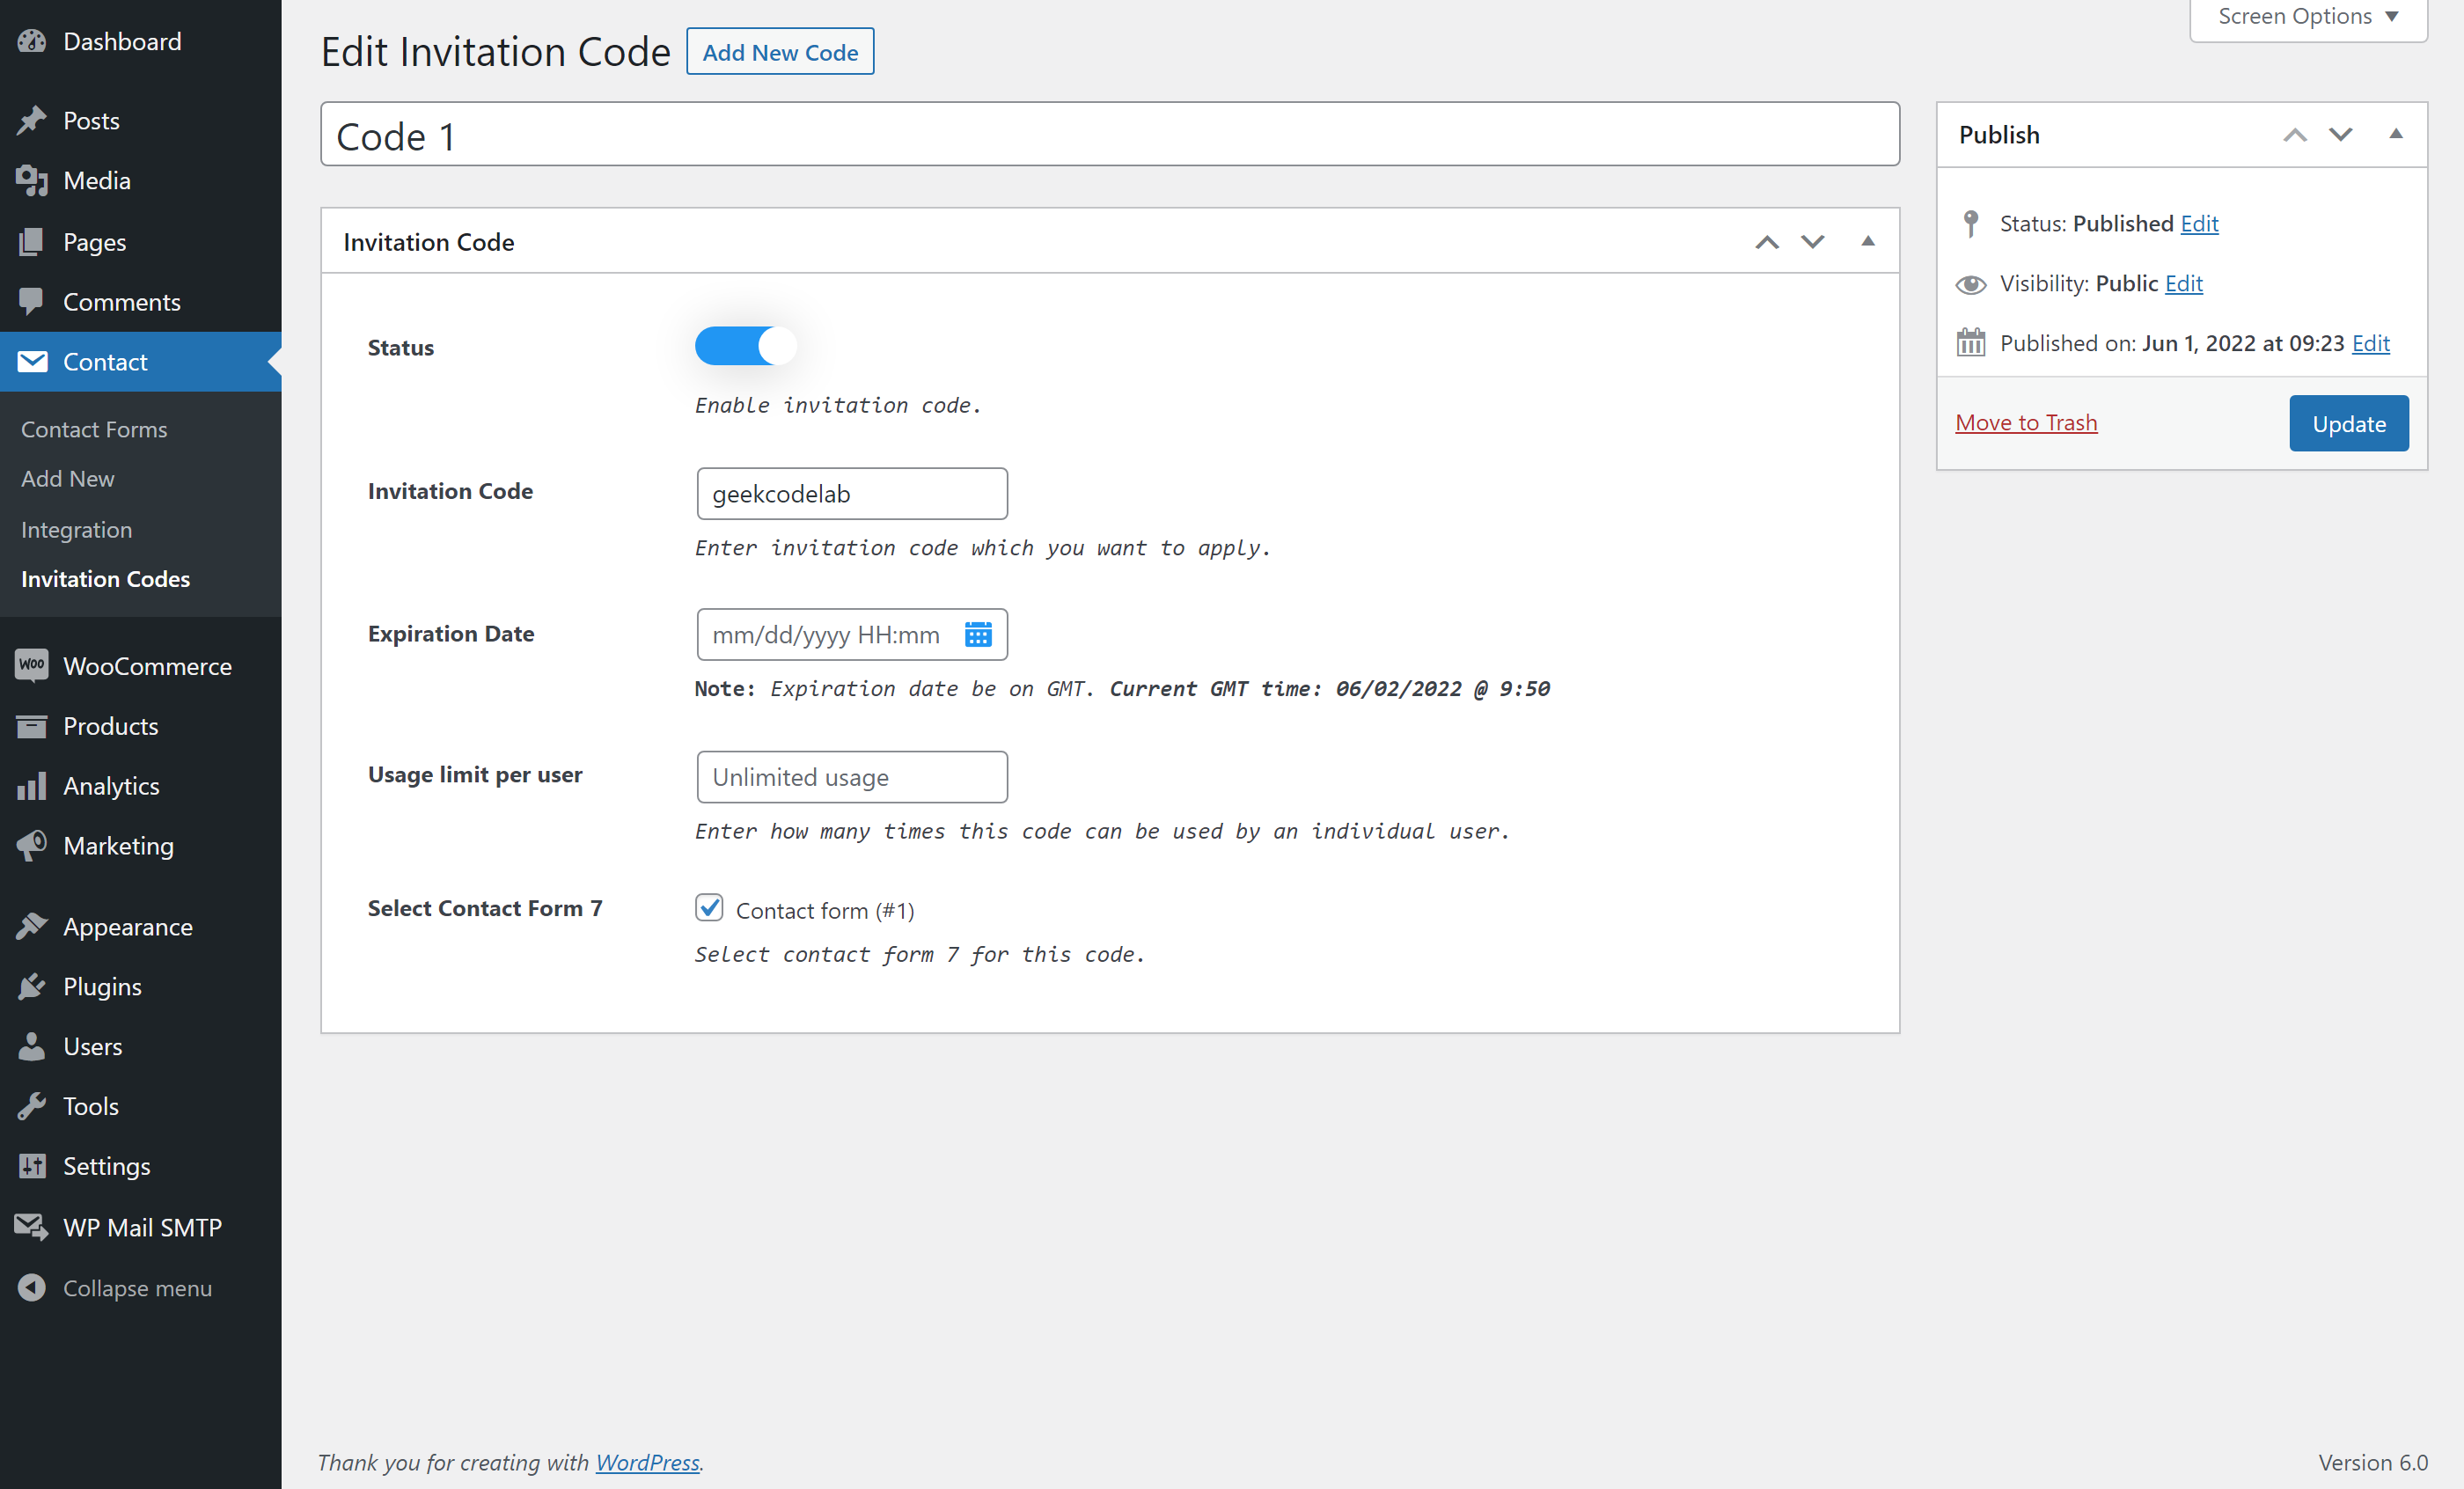 Dashboard
Posts
Media
Pages
Comments
Contact
Contact Forms
Add New
Integration
Invitation Codes
Woo WooCommerce
Products
Analytics
Marketing
Appearance
Plugins
Users
Tools
Settings
WP Mail SMTP
Collapse menu
Screen Options
Edit Invitation Code Add New Code
Code 1
Invitation Code
Status
Enable invitation code.
Invitation Code geekcodelab
Enter invitation code which you want to apply.
Expiration Date mm/dd/yyyy HH:mm
Note: Expiration date be on GMT. Current GMT time: 06/02/2022 @ 9:50
Usage limit per user Unlimited usage
Enter how many times this code can be used by an individual user.
Select Contact Form 7 Contact form (#1)
Select contact form 7 for this code.
Publish
Status: Published Edit
Visibility: Public Edit
Published on: Jun 1, 2022 at 09:23 Edit
Move to Trash Update
Thank you for creating with WordPress.
Version 6.0